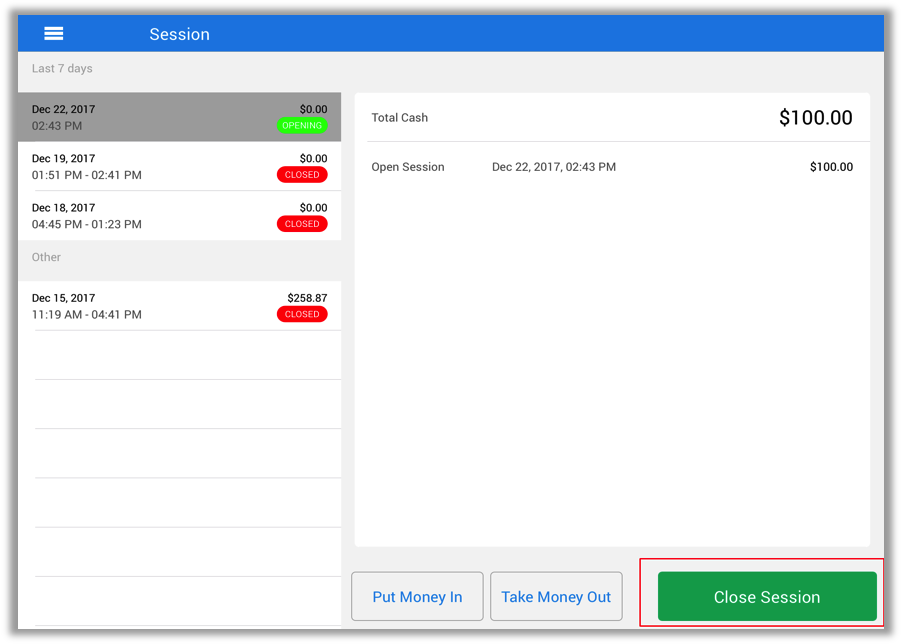 Session
Last 7 days
Dec 22, 2017 $0.00
02:43 PM OPENING
Dec 19, 2017 $0.00
01:51 PM - 02:41 PM CLOSED
Dec 18, 2017 $0.00
04:45 PM - 01:23 PM CLOSED
Other
Dec 15, 2017 $258.87
11:19 AM - 04:41 PM CLOSED
Total Cash $100.00
Open Session Dec 22, 2017, 02:43 PM $100.00
Put Money In Take Money Out Close Session